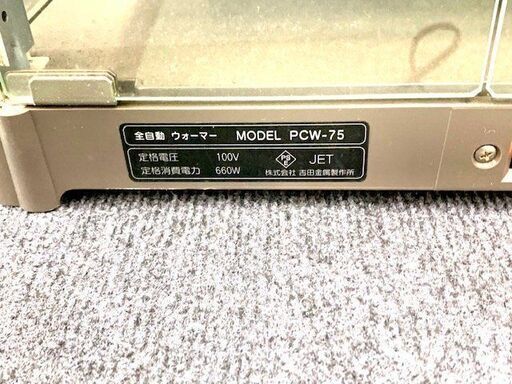 全自動 ウォーマー MODEL PCW-75
定格電圧 100V
定格消費電力 660W
PSE JET
株式会社 吉田金属製作所